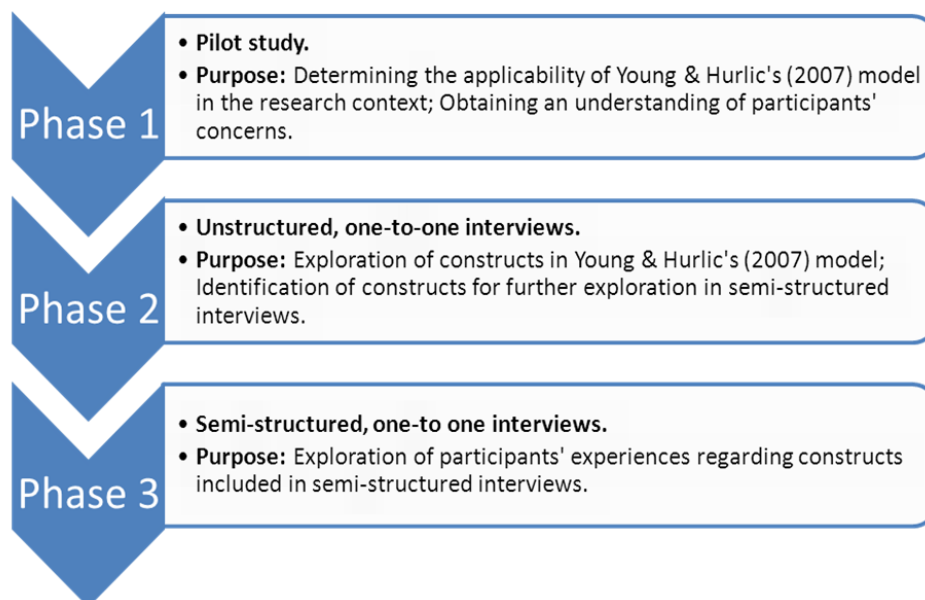 Phase 1
• Pilot study.
• Purpose: Determining the applicability of Young & Hurlic's (2007) model
in the research context; Obtaining an understanding of participants'
concerns.
Phase 2
• Unstructured, one-to-one interviews.
• Purpose: Exploration of constructs in Young & Hurlic's (2007) model;
Identification of constructs for further exploration in semi-structured
interviews.
Phase 3
• Semi-structured, one-to one interviews.
• Purpose: Exploration of participants' experiences regarding constructs
included in semi-structured interviews.